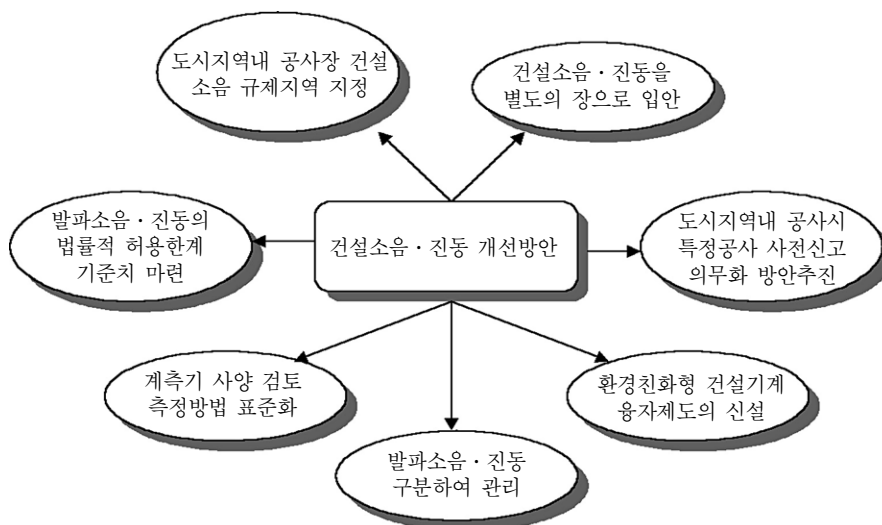 도시지역내 공사장 건설
소음 규제지역 지정
건설소음·진동을
별도의 장으로 입안
발파소음·진동의
법률적 허용한계
기준치 마련
건설소음·진동 개선방안
도시지역내 공사시
특정공사 사전신고
의무화 방안추진
계측기 사양 검토
측정방법 표준화
환경친화형 건설기계
융자제도의 신설
발파소음·진동
구분하여 관리